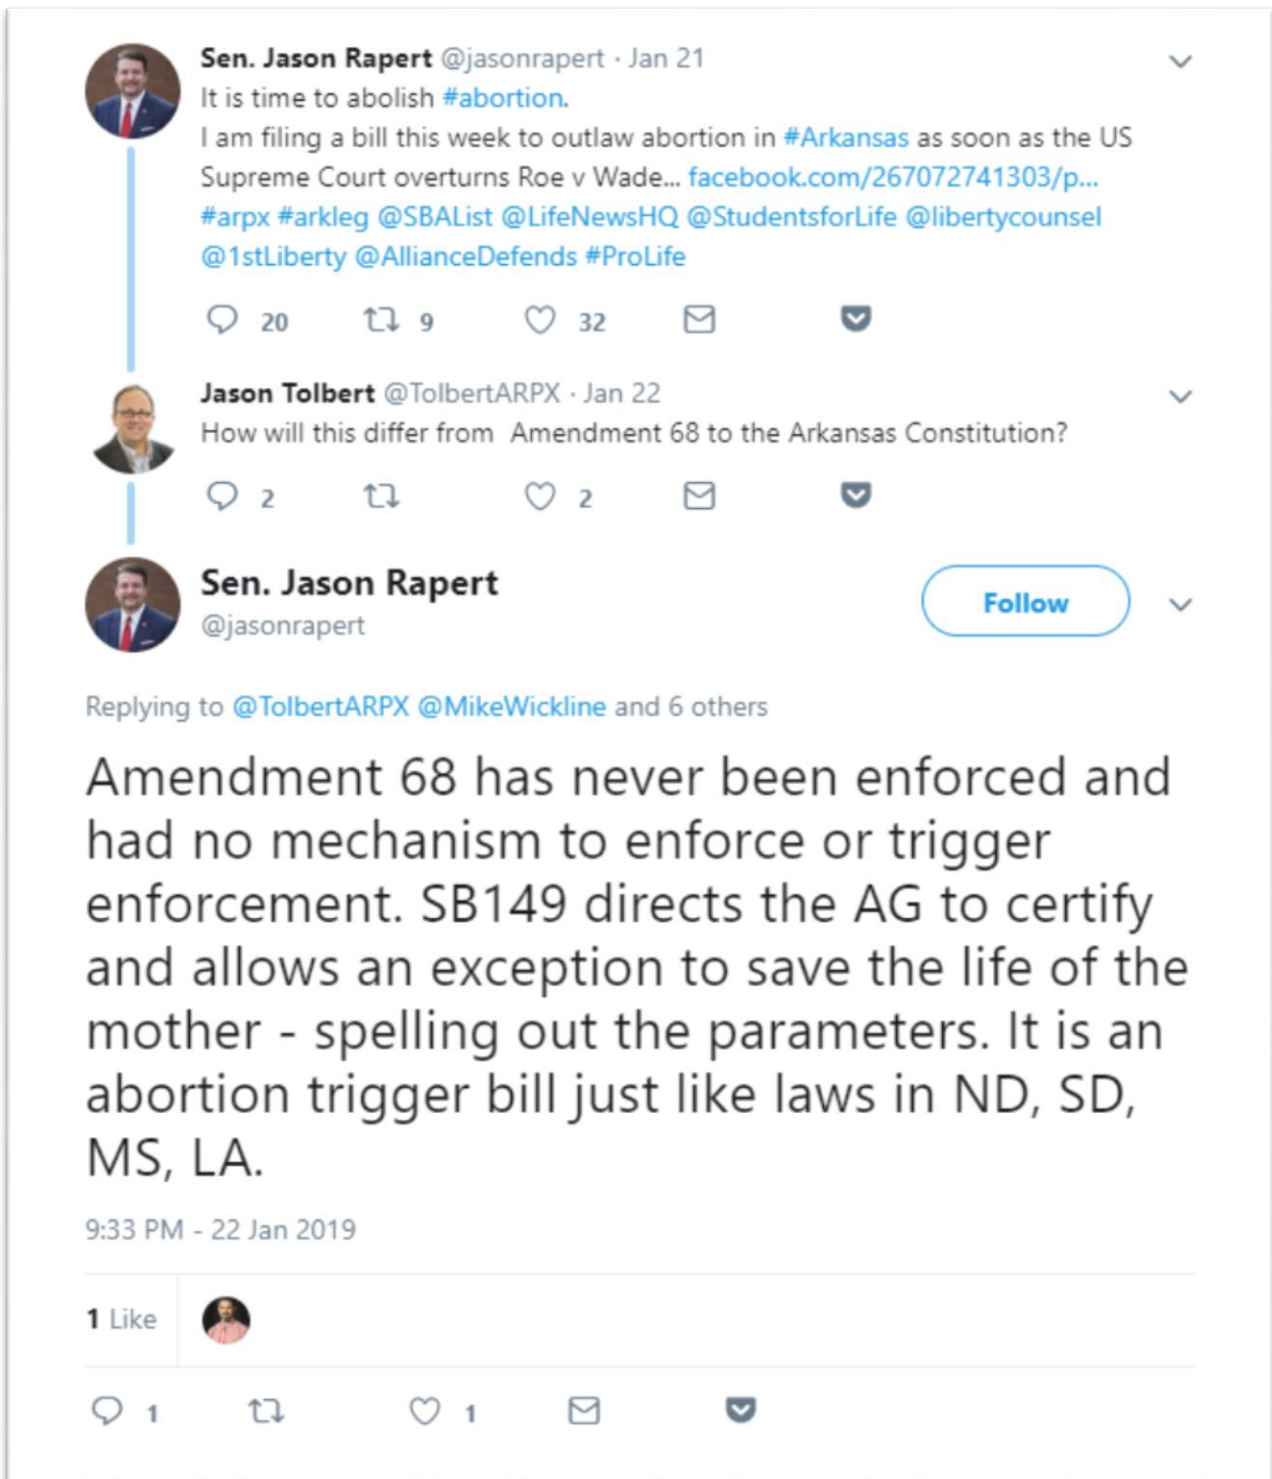 Sen. Jason Rapert @jasonrapert · Jan 21
It is time to abolish #abortion.
I am filing a bill this week to outlaw abortion in #Arkansas as soon as the US
Supreme Court overturns Roe v Wade... facebook.com/267072741303/p...
#arpx #arkleg @SBAList @LifeNewsHQ @StudentsforLife @libertycounsel
@1stLiberty @AllianceDefends #ProLife
20 9 32
Jason Tolbert @TolbertARPX · Jan 22
How will this differ from Amendment 68 to the Arkansas Constitution?
2 2
Sen. Jason Rapert
Follow
@jasonrapert
Replying to @TolbertARPX @MikeWickline and 6 others
Amendment 68 has never been enforced and
had no mechanism to enforce or trigger
enforcement. SB149 directs the AG to certify
and allows an exception to save the life of the
mother - spelling out the parameters. It is an
abortion trigger bill just like laws in ND, SD,
MS, LA.
9:33 PM - 22 Jan 2019
1 Like
1 1